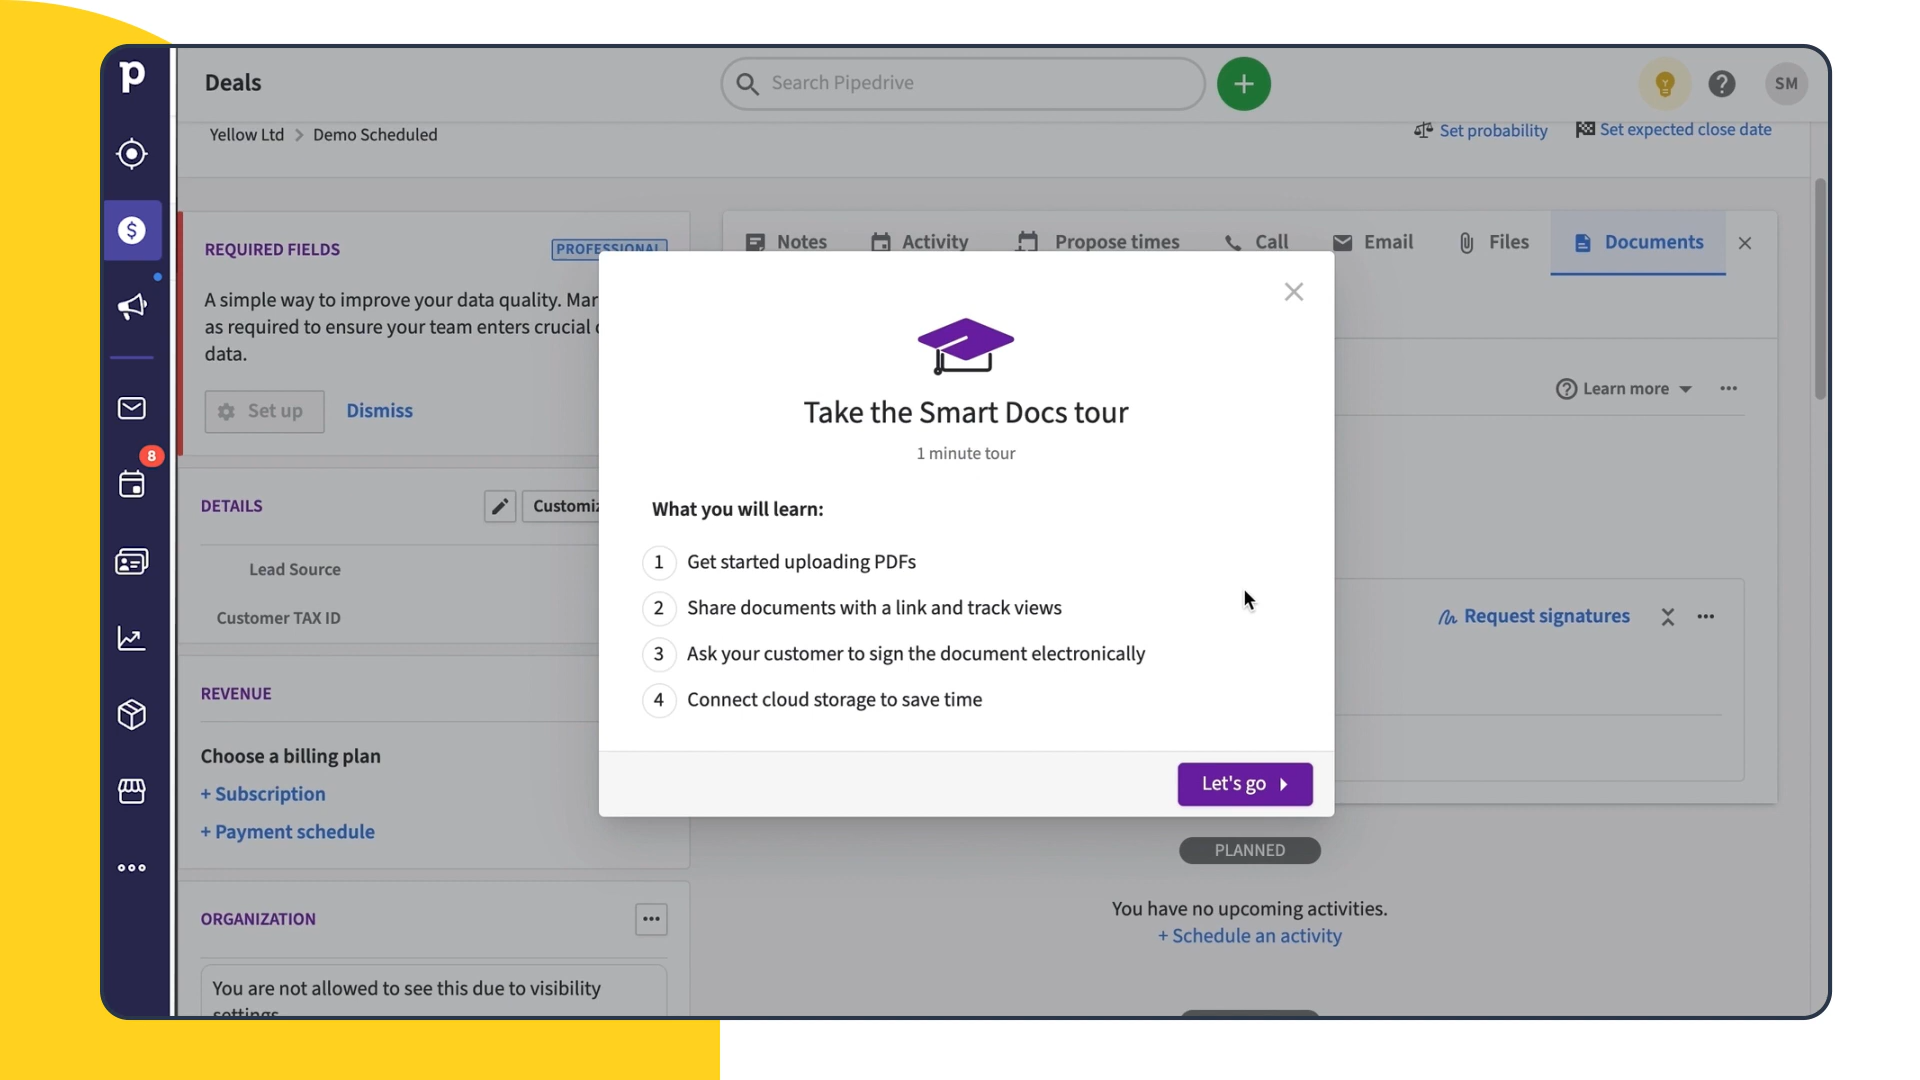 p
Deals
Search Pipedrive
SM
Yellow Ltd > Demo Scheduled
Set probability
Set expected close date
REQUIRED FIELDS
PROFESSIONAL
A simple way to improve your data quality. Mar
as required to ensure your team enters crucial
data.
Set up
Dismiss
Notes
Activity
Propose times
Call
Email
Files
Documents
Learn more
Take the Smart Docs tour
1 minute tour
What you will learn:
1 Get started uploading PDFs
2 Share documents with a link and track views
3 Ask your customer to sign the document electronically
4 Connect cloud storage to save time
Let's go
8
DETAILS
Customiz
Lead Source
Customer TAX ID
Request signatures
REVENUE
Choose a billing plan
+ Subscription
+ Payment schedule
PLANNED
You have no upcoming activities.
+ Schedule an activity
ORGANIZATION
You are not allowed to see this due to visibility
settings